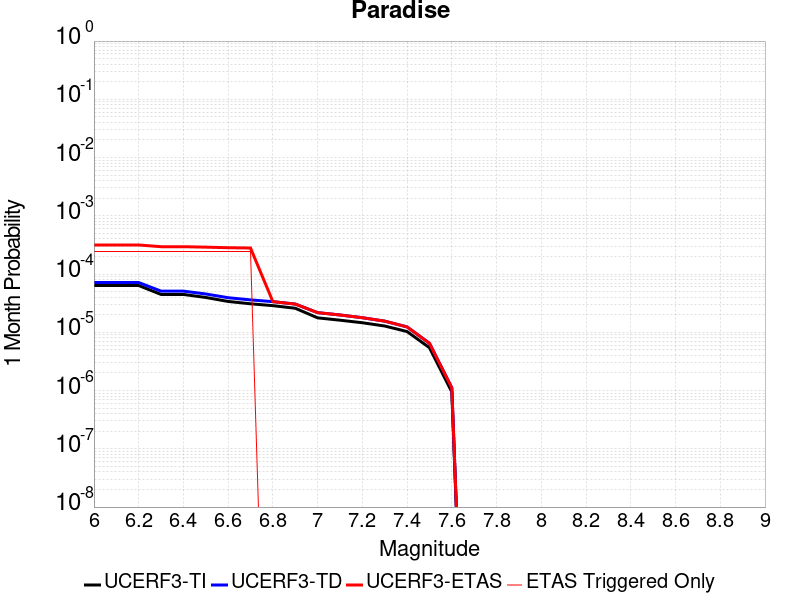 Paradise
10^0
10^-1
10^-2
10^-3
10^-4
10^-5
10^-6
10^-7
10^-8
1 Month Probability
6 6.2 6.4 6.6 6.8 7 7.2 7.4 7.6 7.8 8 8.2 8.4 8.6 8.8 9
Magnitude
UCERF3-TI UCERF3-TD UCERF3-ETAS ETAS Triggered Only